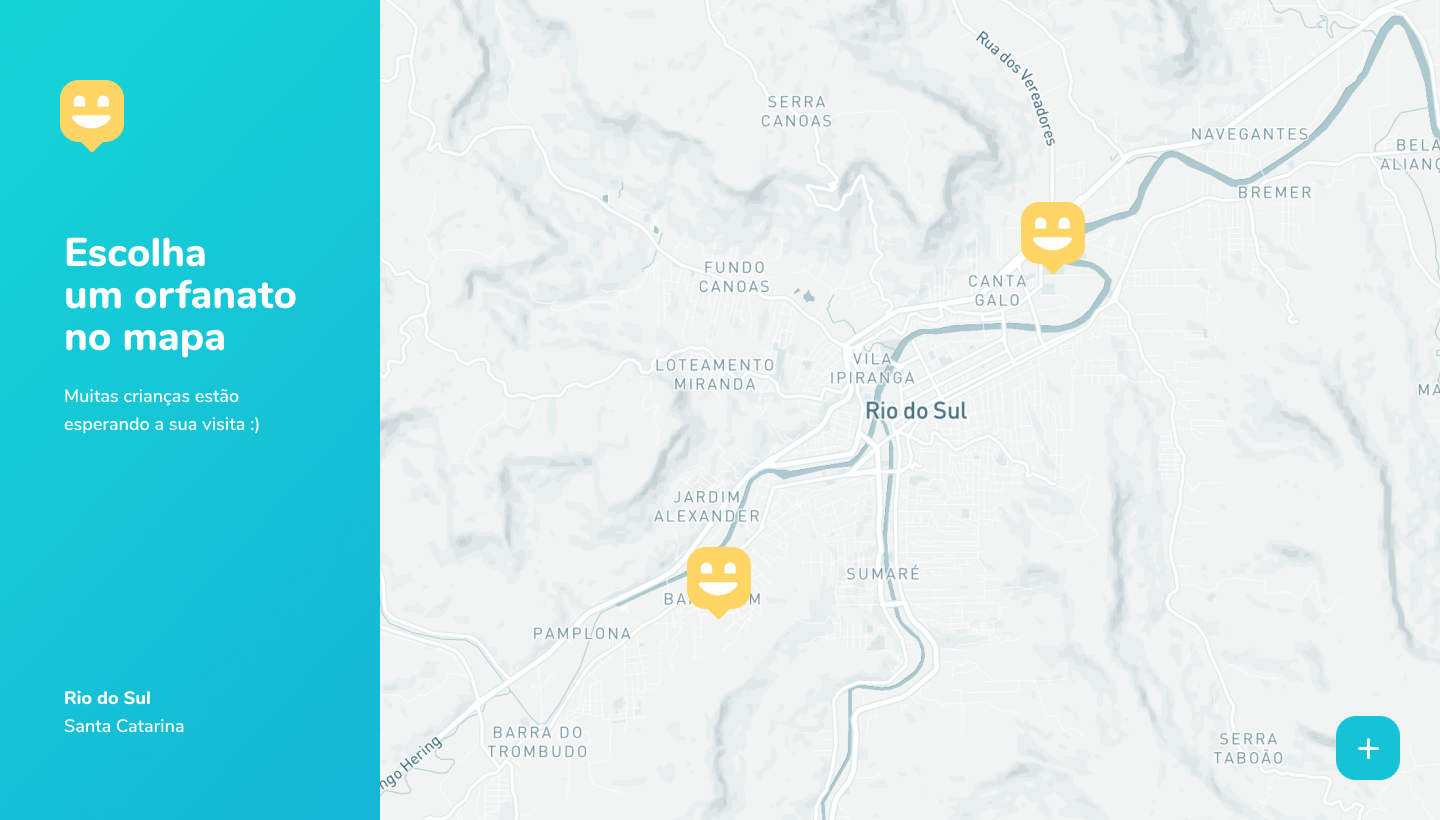 Escolha
um orfanato
no mapa
Muitas crianças estão
esperando a sua visita :)
Rio do Sul
Santa Catarina
Rua dos Vereadores
SERRA
CANOAS
NAVEGANTES
BREMER
FUNDO
CANOAS
CANTA
GALO
LOTEAMENTO
MIRANDA
VILA
IPIRANGA
Rio do Sul
JARDIM
ALEXANDER
SUMARÉ
PAMPLONA
BARRA DO
TROMBUDO
SERRA
TABOÃO
Hering
+